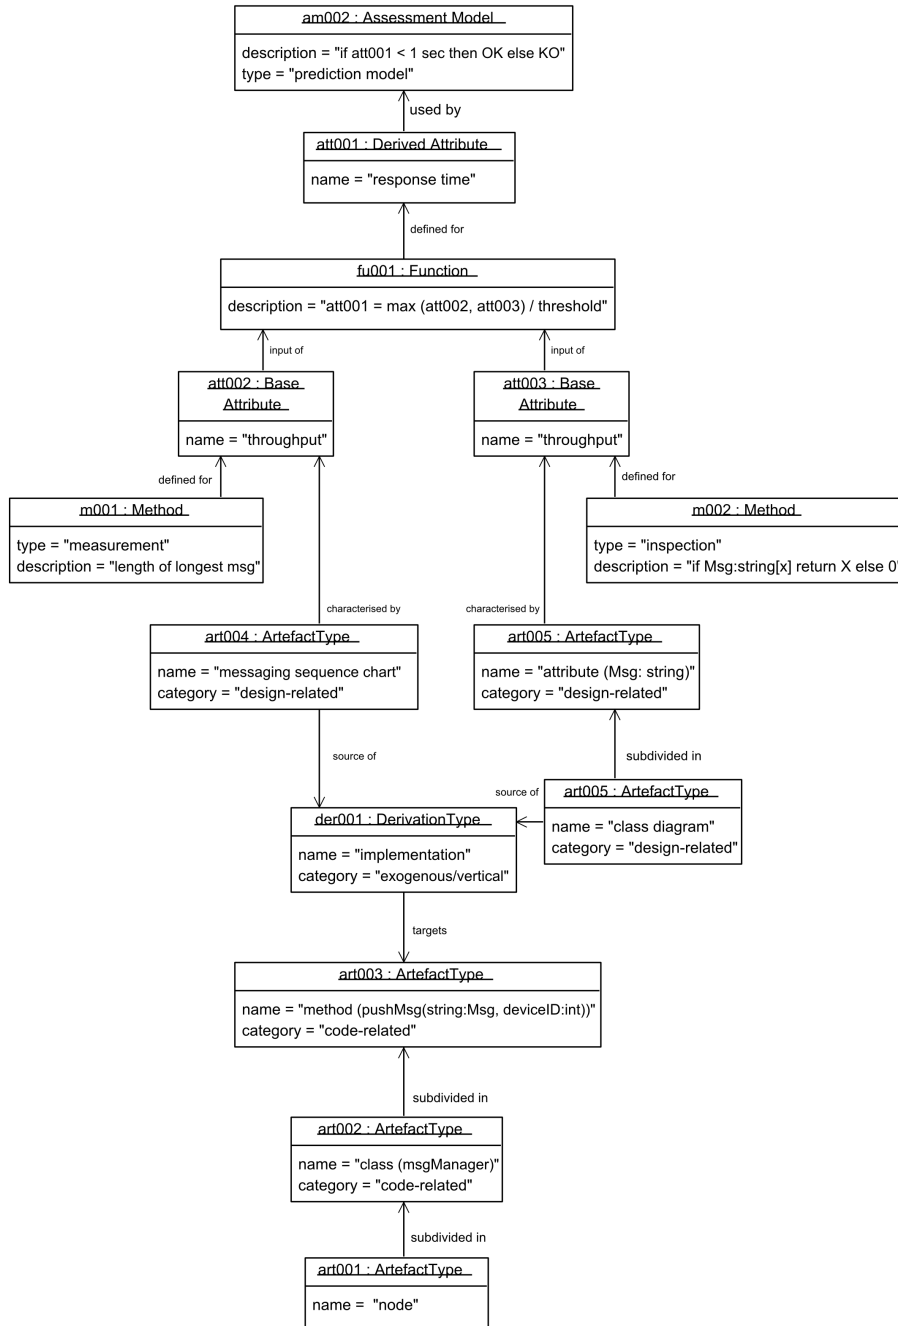 am002 : Assessment Model
description = "if att001 < 1 sec then OK else KO"
type = "prediction model"
used by
att001 : Derived Attribute
name = "response time"
defined for
fu001 : Function
description = "att001 = max (att002, att003) / threshold"
input of
input of
att002 : Base
Attribute
name = "throughput"
att003 : Base
Attribute
name = "throughput"
defined for
defined for
m001 : Method
type = "measurement"
description = "length of longest msg"
m002 : Method
type = "inspection"
description = "if Msg:string[x] return X else 0"
characterised by
characterised by
art004 : ArtefactType
name = "messaging sequence chart"
category = "design-related"
art005 : ArtefactType
name = "attribute (Msg: string)"
category = "design-related"
source of
subdivided in
source of
art005 : ArtefactType
name = "class diagram"
category = "design-related"
der001 : DerivationType
name = "implementation"
category = "exogenous/vertical"
targets
art003 : ArtefactType
name = "method (pushMsg(string:Msg, deviceID:int))"
category = "code-related"
subdivided in
art002 : ArtefactType
name = "class (msgManager)"
category = "code-related"
subdivided in
art001 : ArtefactType
name =  "node"